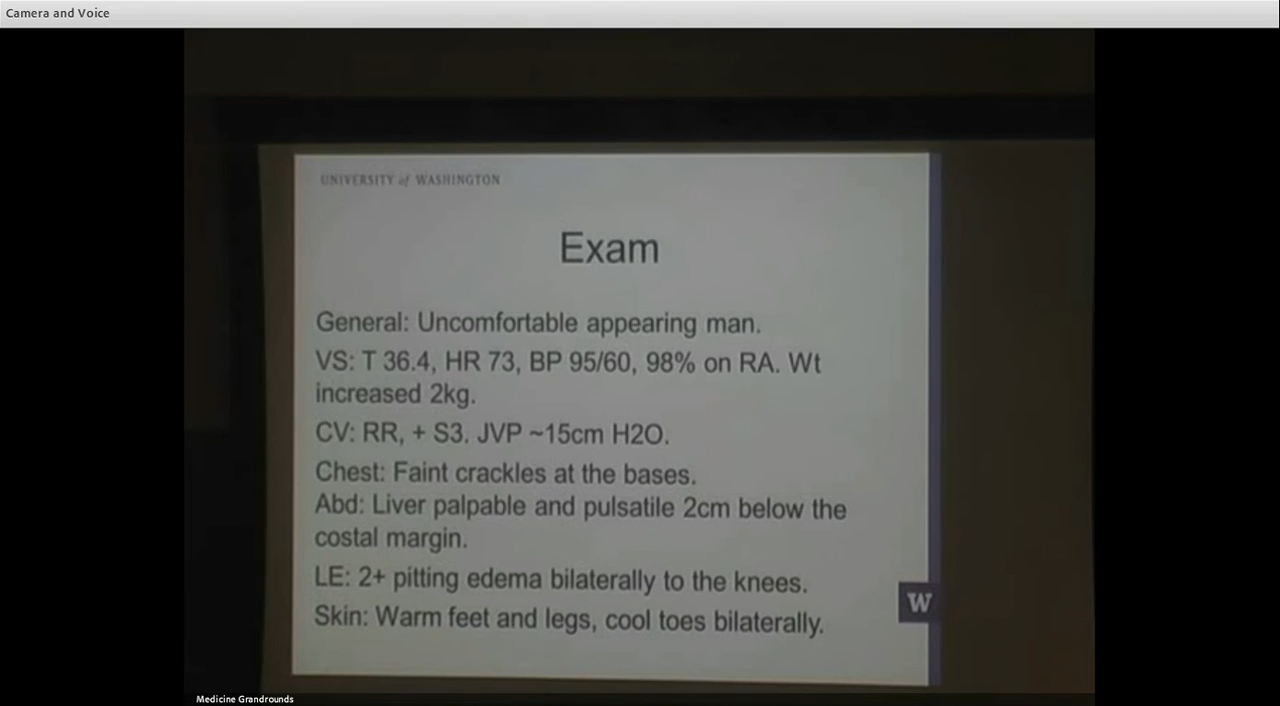 Camera and Voice
UNIVERSITY of WASHINGTON
Exam
General: Uncomfortable appearing man.
VS: T 36.4, HR 73, BP 95/60, 98% on RA. Wt
increased 2kg.
CV: RR, + S3. JVP ~15cm H2O.
Chest: Faint crackles at the bases.
Abd: Liver palpable and pulsatile 2cm below the
costal margin.
LE: 2+ pitting edema bilaterally to the knees.
W
Skin: Warm feet and legs, cool toes bilaterally.
Medicine Grandrounds